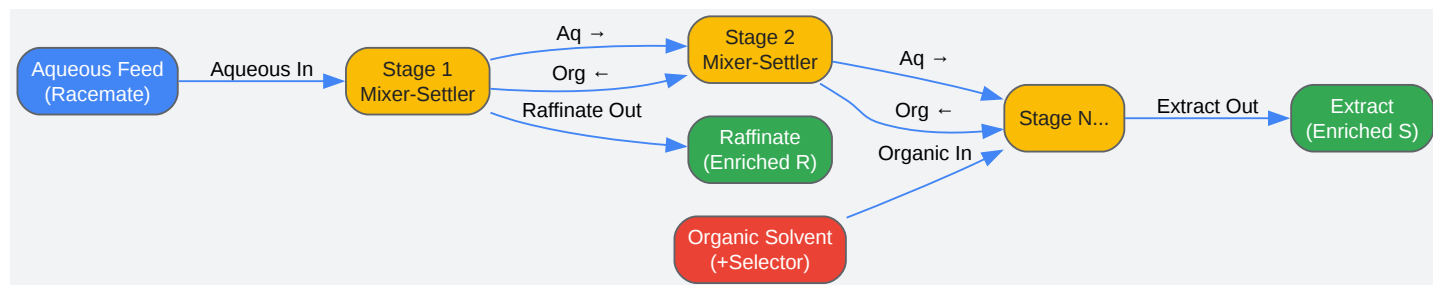 Aqueous Feed
(Racemate)
Aqueous In
Stage 1
Mixer-Settler
Aq →
Org ←
Raffinate Out
Stage 2
Mixer-Settler
Raffinate
(Enriched R)
Organic Solvent
(+Selector)
Aq →
Org ←
Organic In
Stage N...
Extract Out
Extract
(Enriched S)